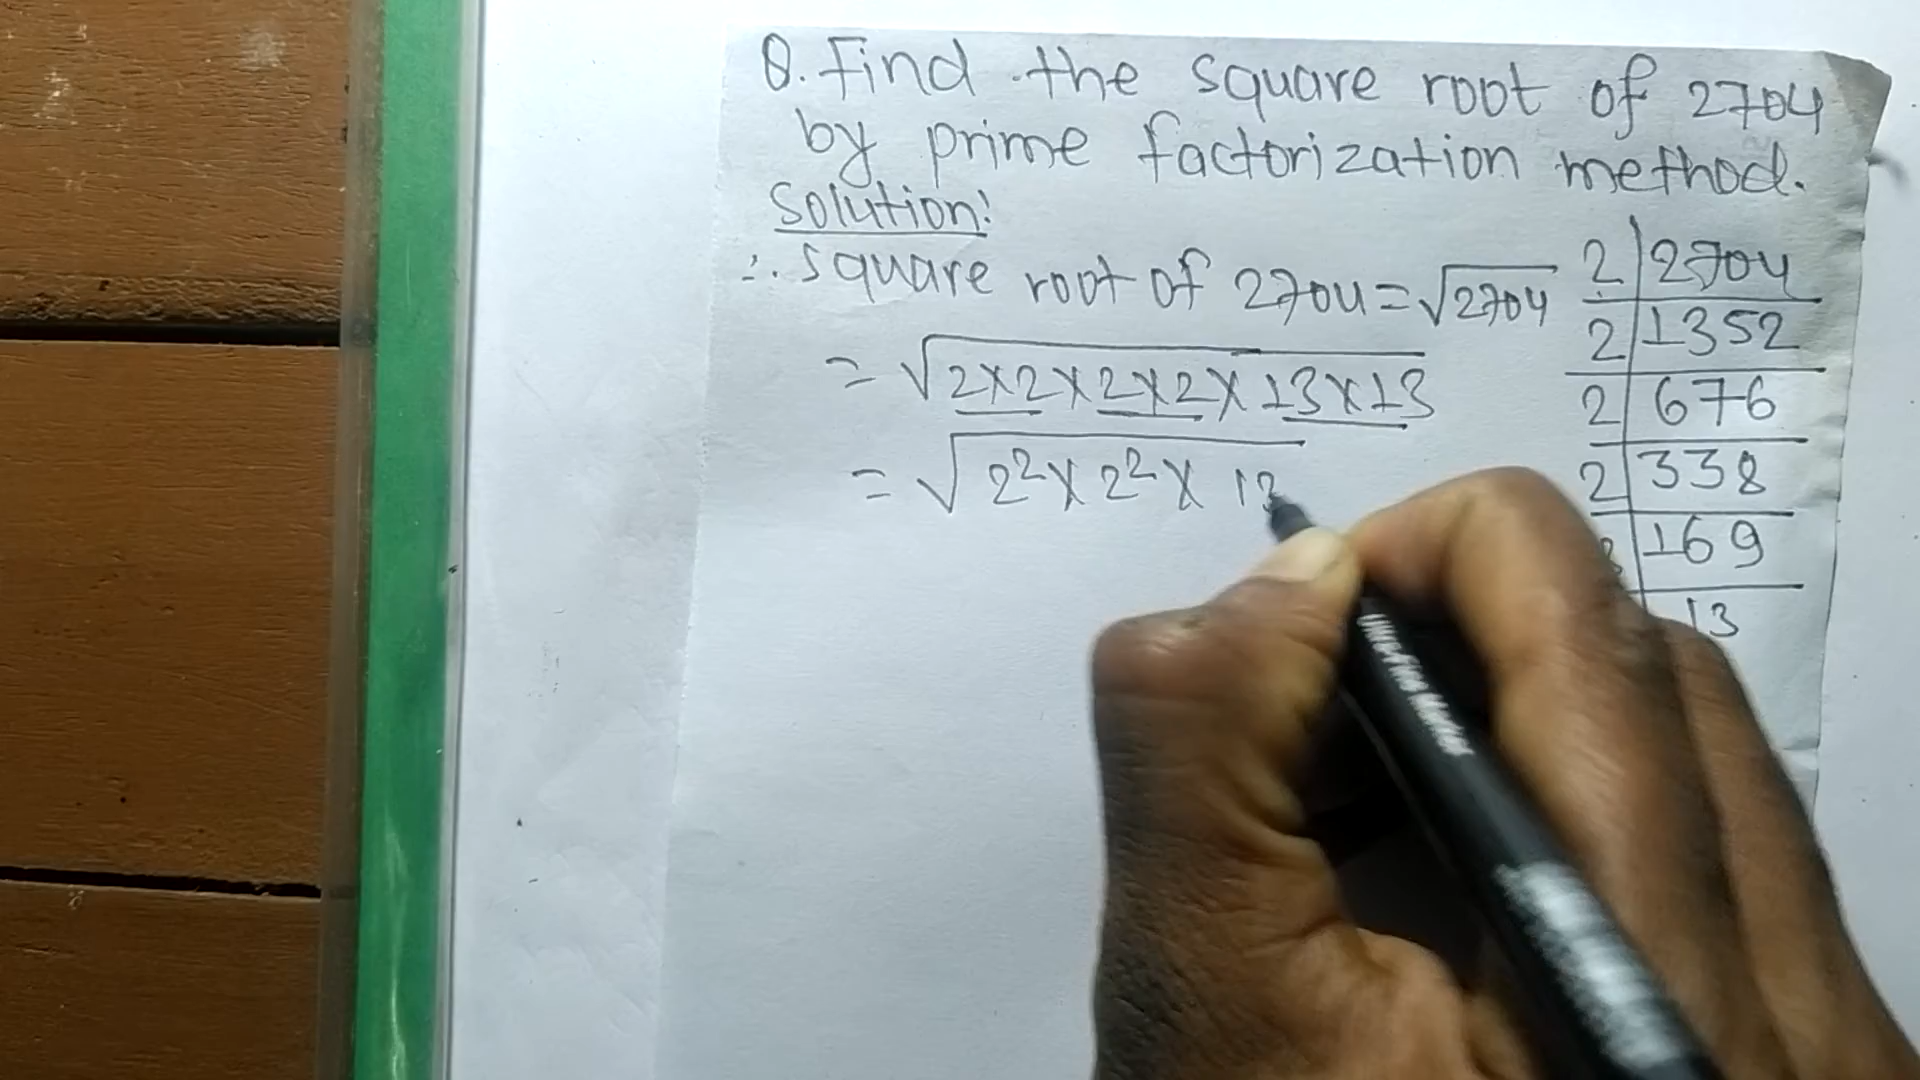 Q. Find the square root of 2704
by prime factorization method.
Solution:
∴ Square root of 2704 = √2704
= √2×2×2×2×13×13
= √2²×2²×13
2 | 2704
2 | 1352
2 | 676
2 | 338
169
13